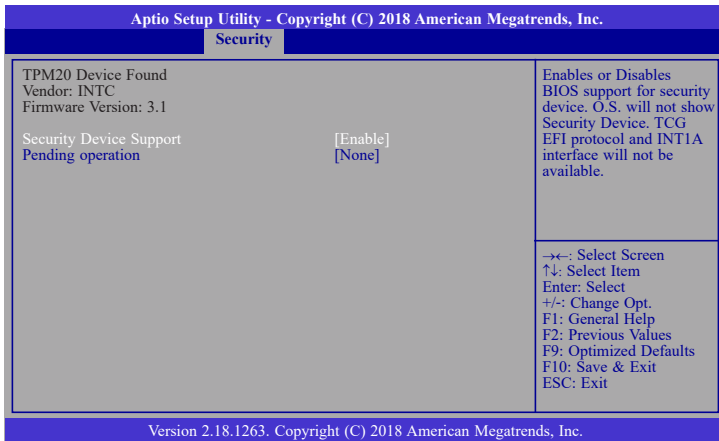 Aptio Setup Utility - Copyright (C) 2018 American Megatrends, Inc.
Security
TPM20 Device Found
Vendor: INTC
Firmware Version: 3.1
Security Device Support [Enable]
Pending operation [None]
Enables or Disables
BIOS support for security
device. O.S. will not show
Security Device. TCG
EFI protocol and INT1A
interface will not be
available.
→←: Select Screen
↑↓: Select Item
Enter: Select
+/-: Change Opt.
F1: General Help
F2: Previous Values
F9: Optimized Defaults
F10: Save & Exit
ESC: Exit
Version 2.18.1263. Copyright (C) 2018 American Megatrends, Inc.